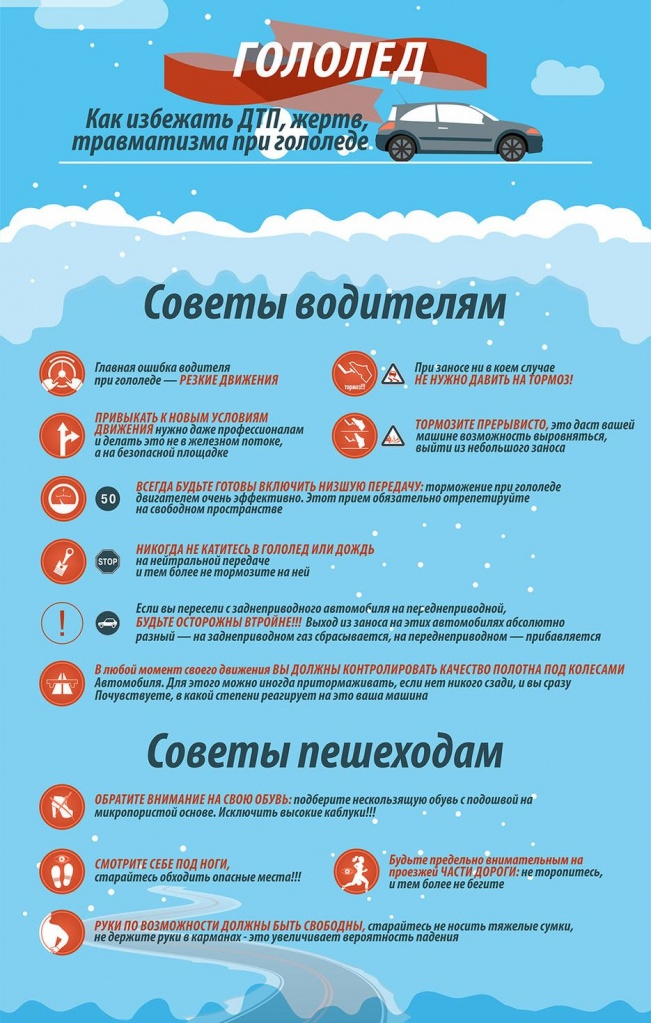 ГОЛОЛЕД
Как избежать ДТП, жертв,
травматизма при гололеде
Советы водителям
Главная ошибка водителя
при гололеде — РЕЗКИЕ ДВИЖЕНИЯ
тормоз!!!
При заносе ни в коем случае
НЕ НУЖНО ДАВИТЬ НА ТОРМОЗ!
ПРИВЫКАТЬ К НОВЫМ УСЛОВИЯМ
ДВИЖЕНИЯ нужно даже профессионалам
и делать это не в железном потоке,
а на безопасной площадке
ТОРМОЗИТЕ ПРЕРЫВИСТО, это даст вашей
машине возможность выровняться,
выйти из небольшого заноса
50
ВСЕГДА БУДЬТЕ ГОТОВЫ ВКЛЮЧИТЬ НИЗШУЮ ПЕРЕДАЧУ: торможение при гололеде
двигателем очень эффективно. Этот прием обязательно отрепетируйте
на свободном пространстве
STOP
НИКОГДА НЕ КАТИТЕСЬ В ГОЛОЛЕД ИЛИ ДОЖДЬ
на нейтральной передаче
и тем более не тормозите на ней
!
Если вы пересели с заднеприводного автомобиля на переднеприводной,
БУДЬТЕ ОСТОРОЖНЫ ВТРОЙНЕ!!! Выход из заноса на этих автомобилях абсолютно
разный — на заднеприводном газ сбрасывается, на переднеприводном — прибавляется
В любой момент своего движения ВЫ ДОЛЖНЫ КОНТРОЛИРОВАТЬ КАЧЕСТВО ПОЛОТНА ПОД КОЛЕСАМИ
Автомобиля. Для этого можно иногда притормаживать, если нет никого сзади, и вы сразу
Почувствуете, в какой степени реагирует на это ваша машина
Советы пешеходам
ОБРАТИТЕ ВНИМАНИЕ НА СВОЮ ОБУВЬ: подберите нескользящую обувь с подошвой на
микропористой основе. Исключить высокие каблуки!!!
СМОТРИТЕ СЕБЕ ПОД НОГИ,
старайтесь обходить опасные места!!!
Будьте предельно внимательным на
проезжей ЧАСТИ ДОРОГИ: не торопитесь,
и тем более не бегите
РУКИ ПО ВОЗМОЖНОСТИ ДОЛЖНЫ БЫТЬ СВОБОДНЫ, старайтесь не носить тяжелые сумки,
не держите руки в карманах - это увеличивает вероятность падения